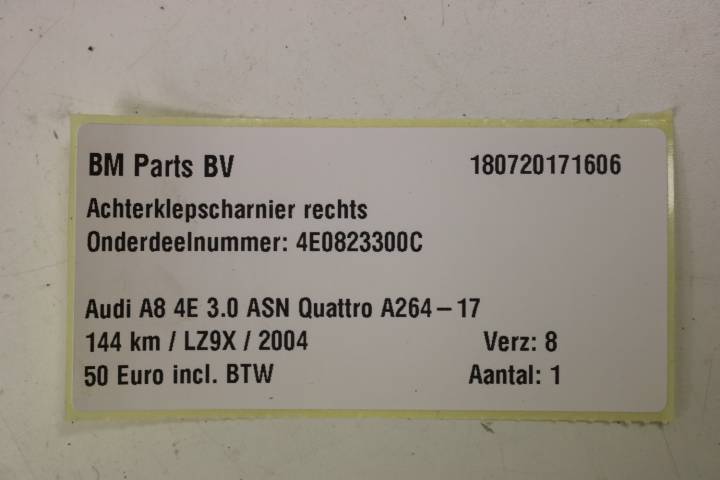 BM Parts BV 180720171606
Achterklepscharnier rechts
Onderdeelnummer: 4E0823300C
Audi A8 4E 3.0 ASN Quattro A264-17
144 km / LZ9X / 2004 Verz: 8
50 Euro incl. BTW Aantal: 1